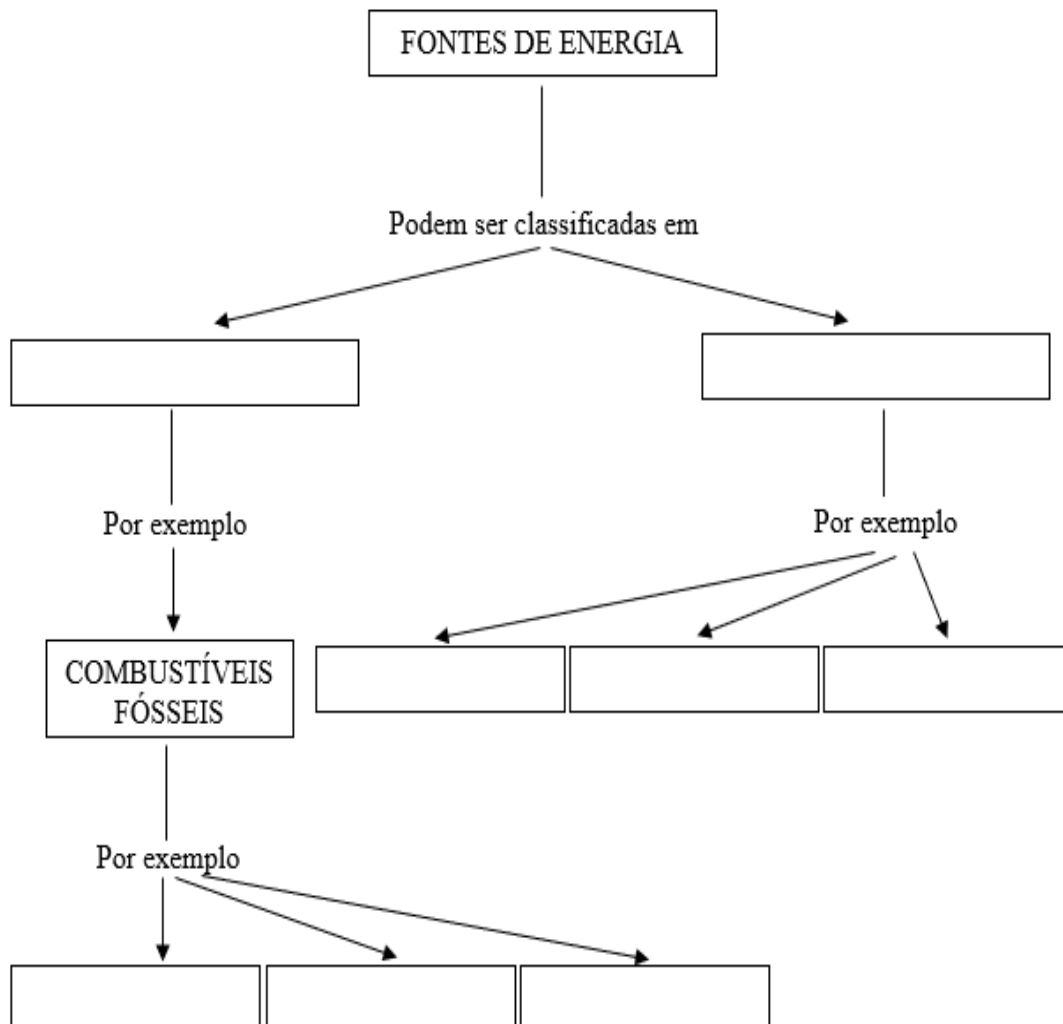 FONTES DE ENERGIA
Podem ser classificadas em
Por exemplo
Por exemplo
COMBUSTÍVEIS
FÓSSEIS
Por exemplo